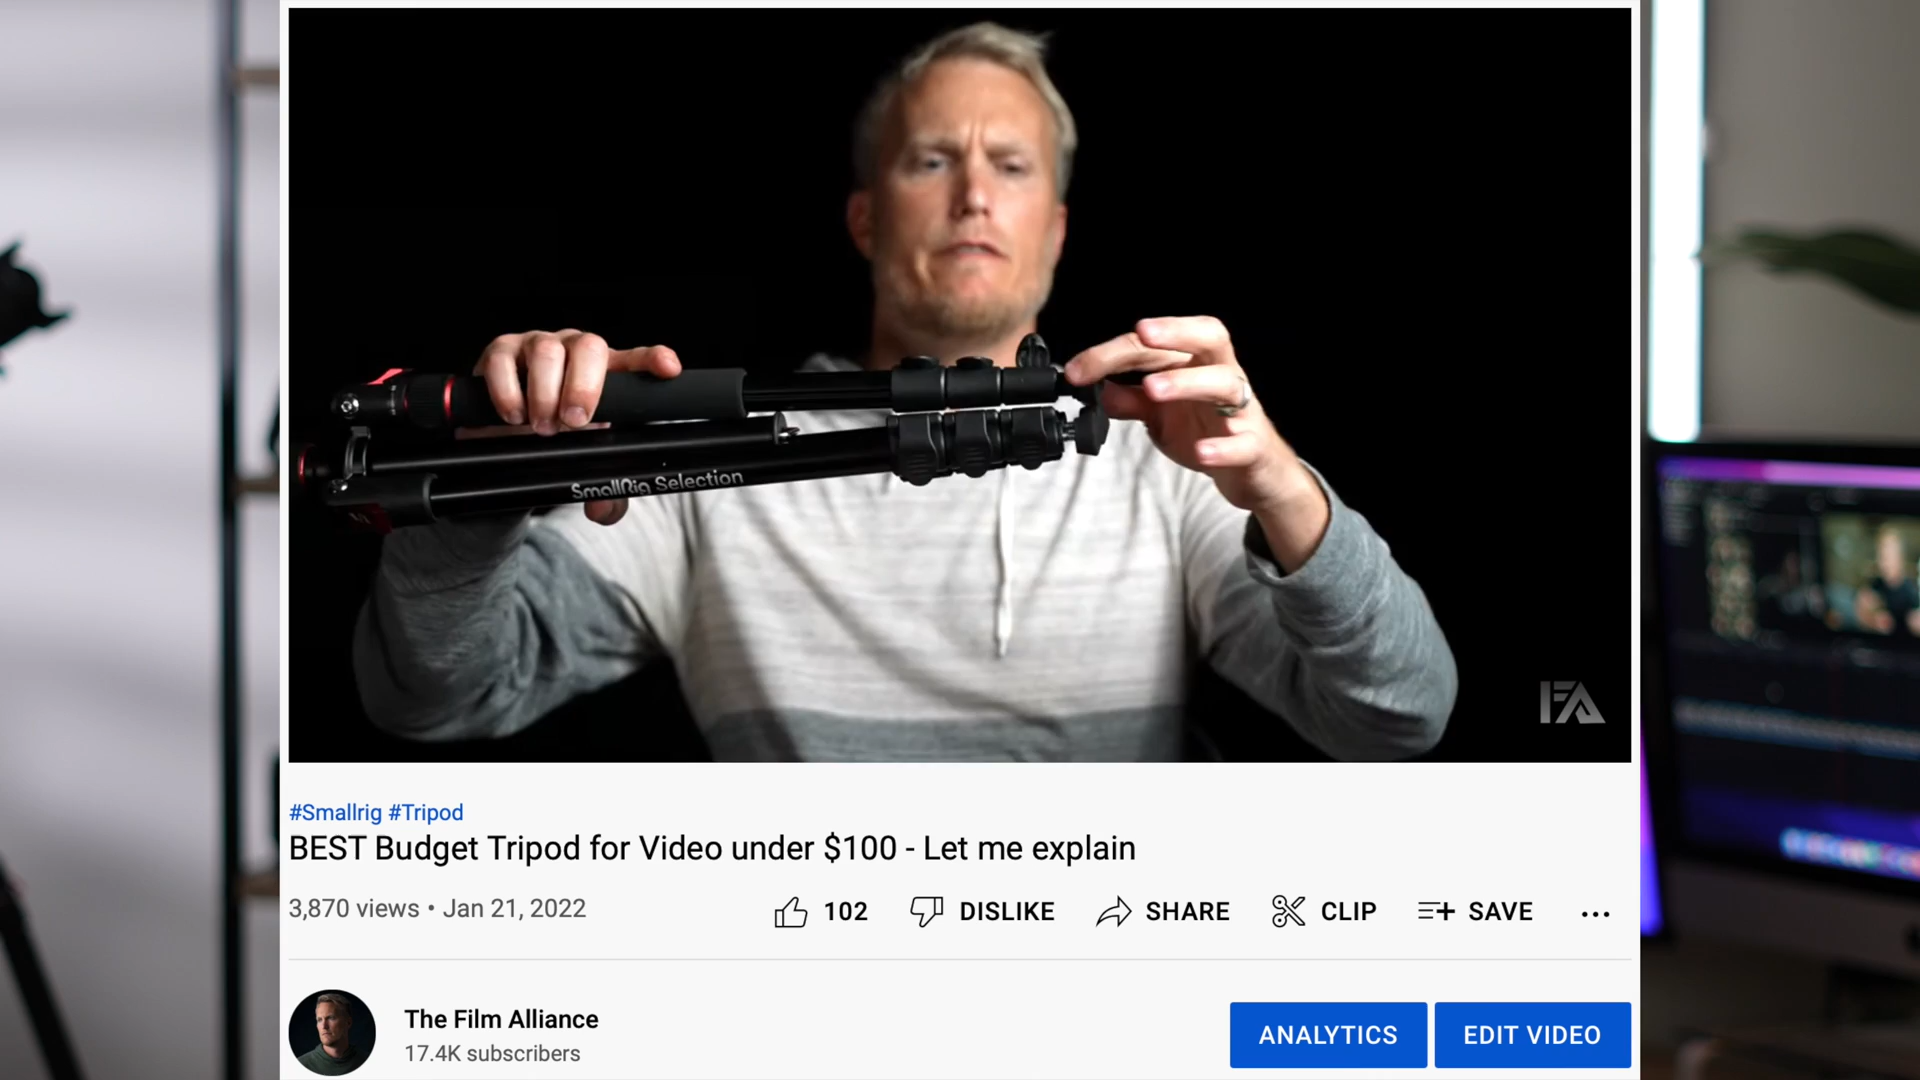 SmallRig Selection
FA
#Smallrig #Tripod
BEST Budget Tripod for Video under $100 - Let me explain
3,870 views • Jan 21, 2022
102
DISLIKE
SHARE
CLIP
SAVE
The Film Alliance
17.4K subscribers
ANALYTICS
EDIT VIDEO